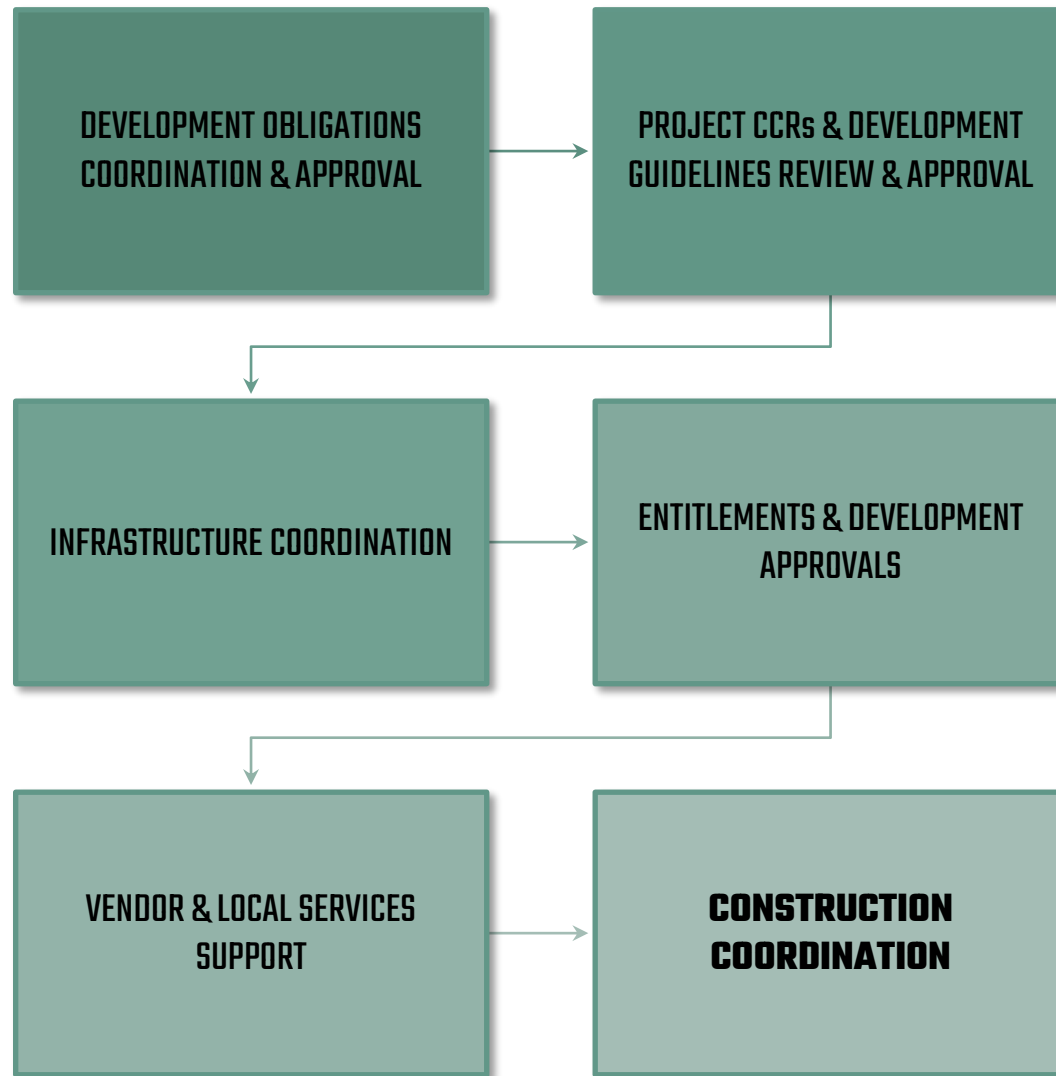 DEVELOPMENT OBLIGATIONS
COORDINATION & APPROVAL
PROJECT CCRs & DEVELOPMENT
GUIDELINES REVIEW & APPROVAL
INFRASTRUCTURE COORDINATION
ENTITLEMENTS & DEVELOPMENT
APPROVALS
VENDOR & LOCAL SERVICES
SUPPORT
CONSTRUCTION
COORDINATION